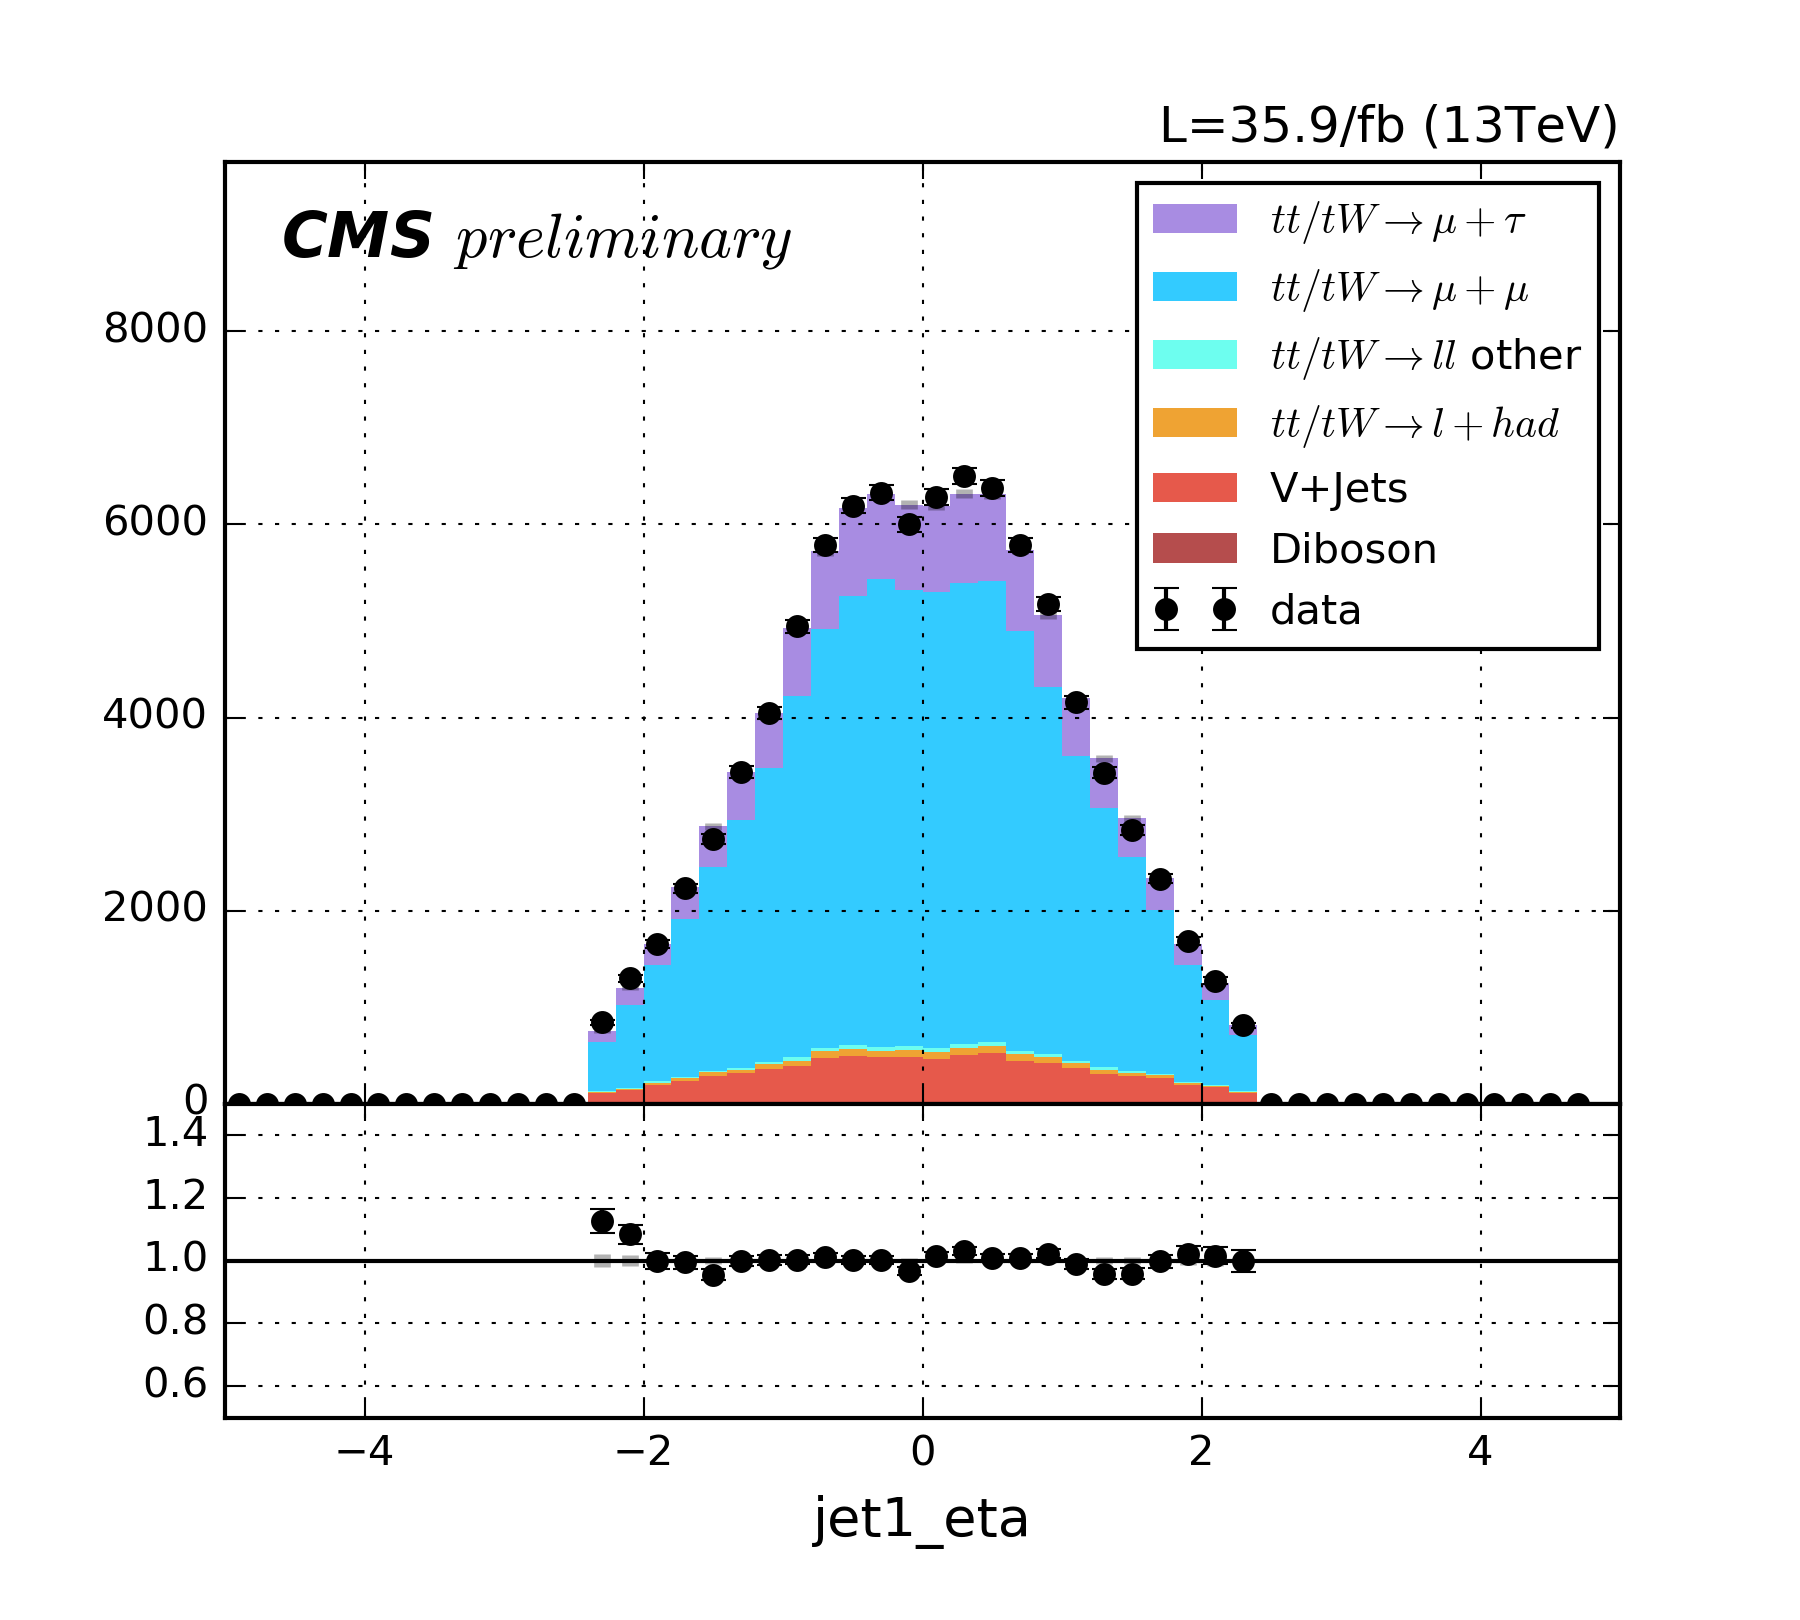 L=35.9/fb (13TeV)
CMS preliminary
tt/tW → μ + τ
tt/tW → μ + μ
tt/tW → ll other
tt/tW → l + had
V+Jets
Diboson
data
8000
6000
4000
2000
0
1.4
1.2
1.0
0.8
0.6
−4 −2 0 2 4
jet1_eta